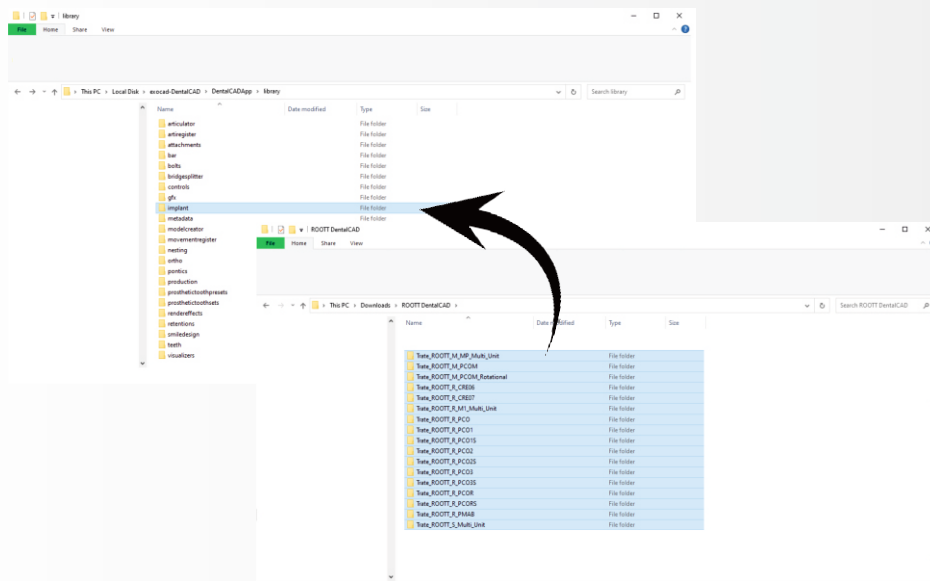 library
File Home Share View
This PC > Local Disk > exocad-DentalCAD > DentalCADApp > library
Search library
Name Date modified Type Size
articulator File folder
artiregister File folder
attachments File folder
bar File folder
bolts File folder
bridgesplitter File folder
controls File folder
gfx File folder
implant File folder
metadata File folder
modelcreator
movementregister
nesting
ortho
pontics
production
prosthetictoothpresets
prosthetictoothsets
rendereffects
retentions
smiledesign
teeth
visualizers
ROOTT DentalCAD
File Home Share View
This PC > Downloads > ROOTT DentalCAD >
Search ROOTT DentalCAD
Name Date modified Type Size
Trate_ROOTT_M_MP_Multi_Unit File folder
Trate_ROOTT_M_PCOM File folder
Trate_ROOTT_M_PCOM_Rotational File folder
Trate_ROOTT_R_CRE06 File folder
Trate_ROOTT_R_CRE07 File folder
Trate_ROOTT_R_M1_Multi_Unit File folder
Trate_ROOTT_R_PCO File folder
Trate_ROOTT_R_PCO1 File folder
Trate_ROOTT_R_PCO1S File folder
Trate_ROOTT_R_PCO2 File folder
Trate_ROOTT_R_PCO2S File folder
Trate_ROOTT_R_PCO3 File folder
Trate_ROOTT_R_PCO3S File folder
Trate_ROOTT_R_PCOR File folder
Trate_ROOTT_R_PCORS File folder
Trate_ROOTT_R_PMAB File folder
Trate_ROOTT_S_Multi_Unit File folder